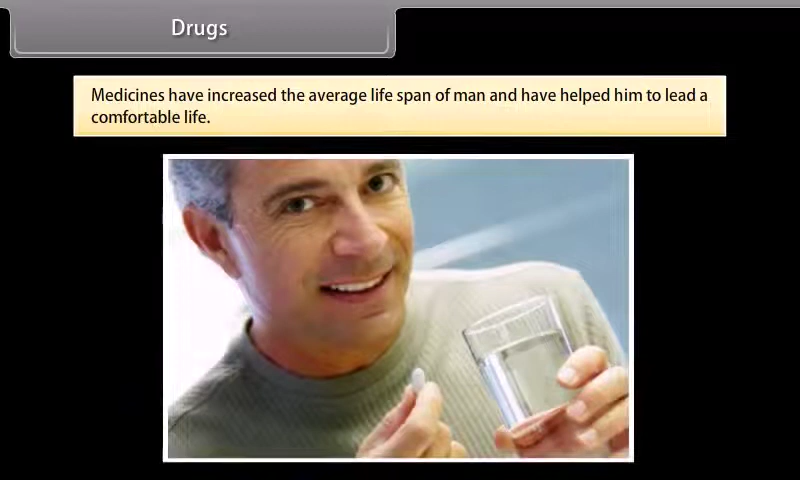 Drugs
Medicines have increased the average life span of man and have helped him to lead a
comfortable life.